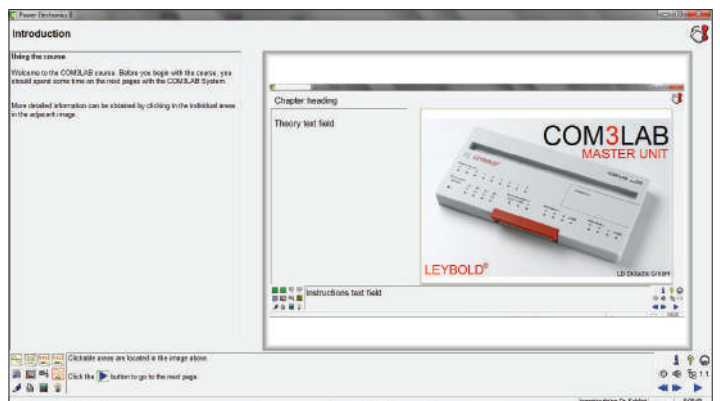 Power Electronics II
Introduction
Using the course
Welcome to the COM3LAB course. Before you begin with the course, you
should spend some time on the next pages with the COM3LAB System
More detailed information can be obtained by clicking in the individual areas
in the adjacent image.
Chapter heading
Theory text field
COM3LAB
MASTER UNIT
LEYBOLD
LEYBOLD®
LD Didactic GmbH
Instructions text field
Clickable areas are located in the image above.
Click the button to go to the next page.
1.1